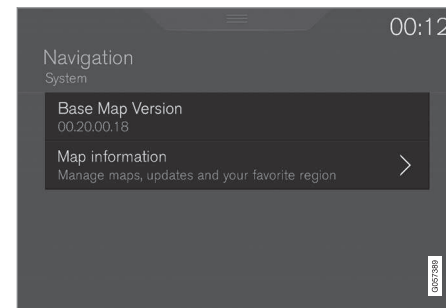 00:12
Navigation
System
Base Map Version
00.20.00.18
Map information
Manage maps, updates and your favorite region
G057389